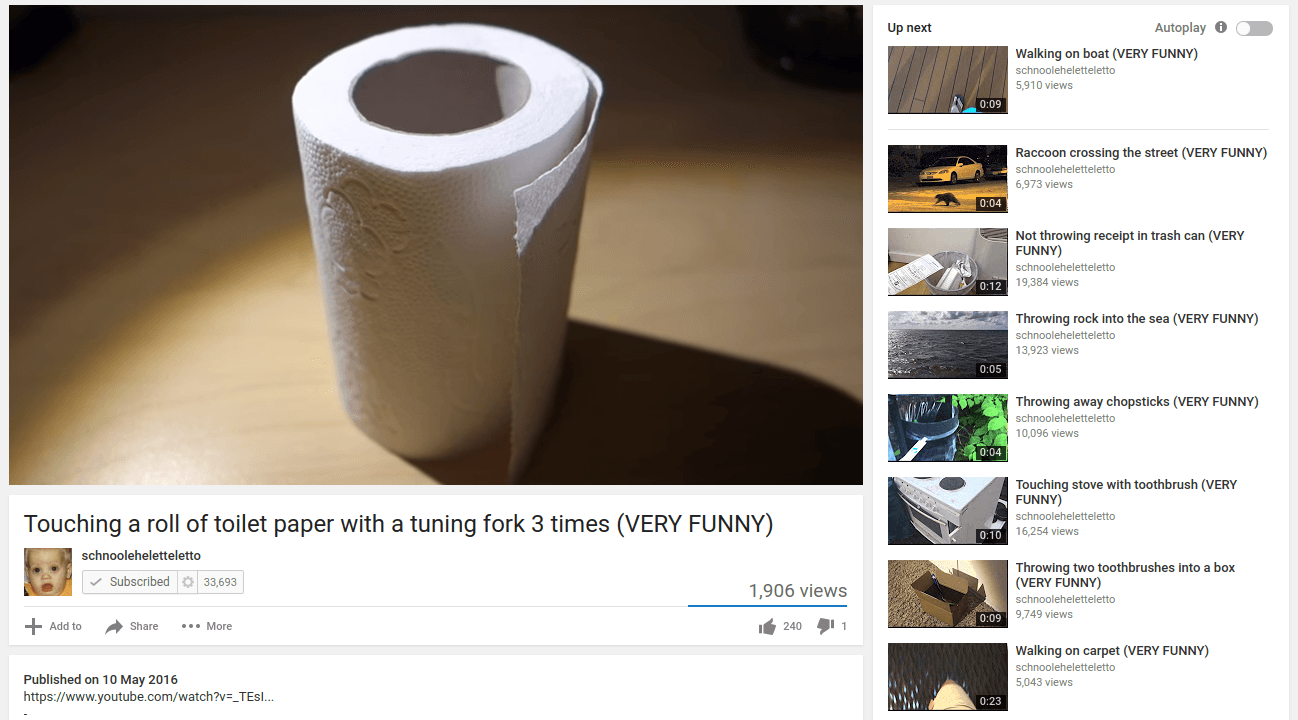 Touching a roll of toilet paper with a tuning fork 3 times (VERY FUNNY)
schnooleheletteletto
Subscribed 33,693
1,906 views
Add to Share More 240 1
Published on 10 May 2016
https://www.youtube.com/watch?v=_TEsI...
-
Up next Autoplay
Walking on boat (VERY FUNNY)
schnooleheletteletto
5,910 views
0:09
Raccoon crossing the street (VERY FUNNY)
schnooleheletteletto
6,973 views
0:04
Not throwing receipt in trash can (VERY
FUNNY)
schnooleheletteletto
19,384 views
0:12
Throwing rock into the sea (VERY FUNNY)
schnooleheletteletto
13,923 views
0:05
Throwing away chopsticks (VERY FUNNY)
schnooleheletteletto
10,096 views
0:04
Touching stove with toothbrush (VERY
FUNNY)
schnooleheletteletto
16,254 views
0:10
Throwing two toothbrushes into a box
(VERY FUNNY)
schnooleheletteletto
9,749 views
0:09
Walking on carpet (VERY FUNNY)
schnooleheletteletto
5,043 views
0:23